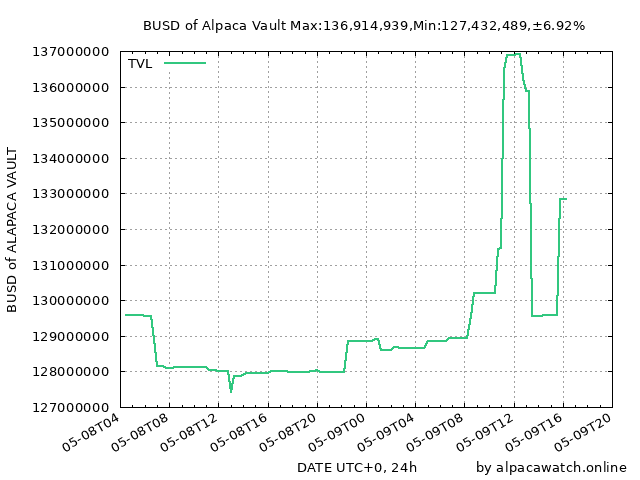 BUSD of Alpaca Vault Max:136,914,939,Min:127,432,489,±6.92%
TVL
137000000
136000000
135000000
134000000
133000000
132000000
131000000
130000000
129000000
128000000
127000000
BUSD of ALAPACA VAULT
05-08T04
05-08T08
05-08T12
05-08T16
05-08T20
05-09T00
05-09T04
05-09T08
05-09T12
05-09T16
05-09T20
DATE UTC+0, 24h
by alpacawatch.online